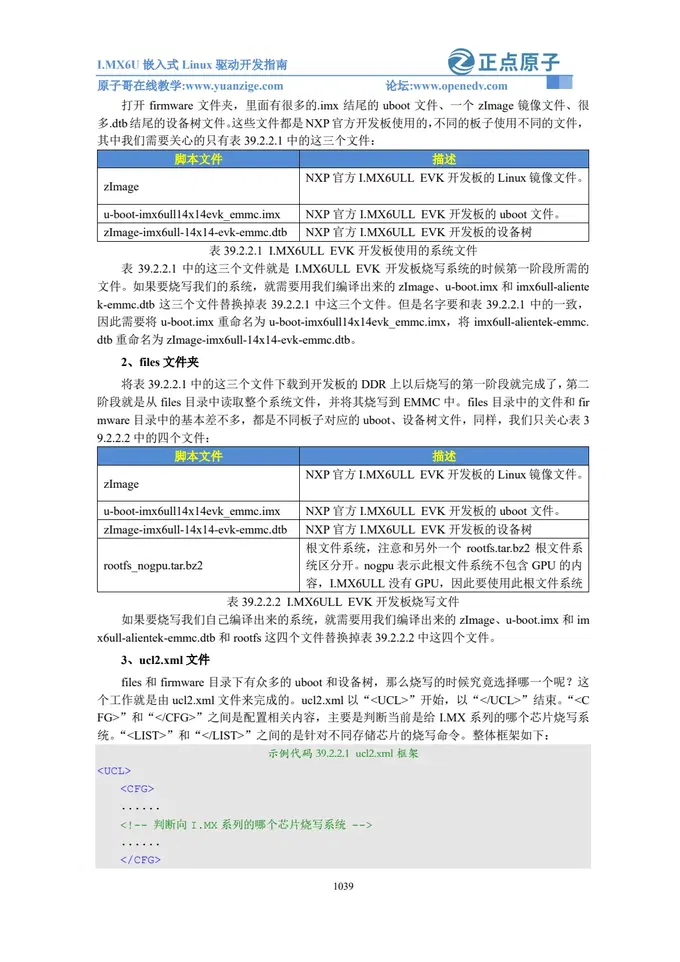 I.MX6U 嵌入式 Linux 驱动开发指南
正点原子
原子哥在线教学:www.yuanzige.com 论坛:www.openedv.com
打开 firmware 文件夹，里面有很多的.imx 结尾的 uboot 文件、一个 zImage 镜像文件、很
多.dtb 结尾的设备树文件。这些文件都是 NXP 官方开发板使用的，不同的板子使用不同的文件，
其中我们需要关心的只有表 39.2.2.1 中的这三个文件：
脚本文件 描述
zImage NXP 官方 I.MX6ULL EVK 开发板的 Linux 镜像文件。
u-boot-imx6ull14x14evk_emmc.imx NXP 官方 I.MX6ULL EVK 开发板的 uboot 文件。
zImage-imx6ull-14x14-evk-emmc.dtb NXP 官方 I.MX6ULL EVK 开发板的设备树
表 39.2.2.1 I.MX6ULL EVK 开发板使用的系统文件
表 39.2.2.1 中的这三个文件就是 I.MX6ULL EVK 开发板烧写系统的时候第一阶段所需的
文件。如果要烧写我们的系统，就需要用我们编译出来的 zImage、u-boot.imx 和 imx6ull-aliente
k-emmc.dtb 这三个文件替换掉表 39.2.2.1 中这三个文件。但是名字要和表 39.2.2.1 中的一致，
因此需要将 u-boot.imx 重命名为 u-boot-imx6ull14x14evk_emmc.imx，将 imx6ull-alientek-emmc.
dtb 重命名为 zImage-imx6ull-14x14-evk-emmc.dtb。
2、files 文件夹
将表 39.2.2.1 中的这三个文件下载到开发板的 DDR 上以后烧写的第一阶段就完成了，第二
阶段就是从 files 目录中读取整个系统文件，并将其烧写到 EMMC 中。files 目录中的文件和 fir
mware 目录中的基本差不多，都是不同板子对应的 uboot、设备树文件，同样，我们只关心表 3
9.2.2.2 中的四个文件：
脚本文件 描述
zImage NXP 官方 I.MX6ULL EVK 开发板的 Linux 镜像文件。
u-boot-imx6ull14x14evk_emmc.imx NXP 官方 I.MX6ULL EVK 开发板的 uboot 文件。
zImage-imx6ull-14x14-evk-emmc.dtb NXP 官方 I.MX6ULL EVK 开发板的设备树
根文件系统，注意和另外一个 rootfs.tar.bz2 根文件系
rootfs_nogpu.tar.bz2 统区分开。nogpu 表示此根文件系统不包含 GPU 的内
容，I.MX6ULL 没有 GPU，因此要使用此根文件系统
表 39.2.2.2 I.MX6ULL EVK 开发板烧写文件
如果要烧写我们自己编译出来的系统，就需要用我们编译出来的 zImage、u-boot.imx 和 im
x6ull-alientek-emmc.dtb 和 rootfs 这四个文件替换掉表 39.2.2.2 中这四个文件。
3、ucl2.xml 文件
files 和 firmware 目录下有众多的 uboot 和设备树，那么烧写的时候究竟选择哪一个呢？这
个工作就是由 ucl2.xml 文件来完成的。ucl2.xml 以“<UCL>”开始，以“</UCL>”结束。“<C
FG>”和“</CFG>”之间是配置相关内容，主要是判断当前是给 I.MX 系列的哪个芯片烧写系
统。“<LIST>”和“</LIST>”之间的是针对不同存储芯片的烧写命令。整体框架如下：
示例代码 39.2.2.1 ucl2.xml 框架
<UCL>
<CFG>
......
<!-- 判断向 I.MX 系列的哪个芯片烧写系统 -->
......
</CFG>
1039